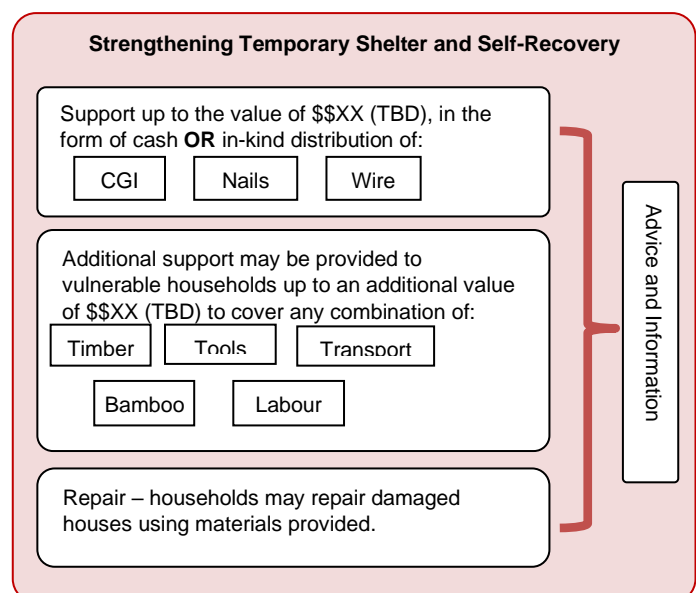 Strengthening Temporary Shelter and Self-Recovery
Support up to the value of $$XX (TBD), in the
form of cash OR in-kind distribution of:
CGI
Nails
Wire
Additional support may be provided to
vulnerable households up to an additional value
of $$XX (TBD) to cover any combination of:
Timber
Tools
Transport
Bamboo
Labour
Repair – households may repair damaged
houses using materials provided.
Advice and Information